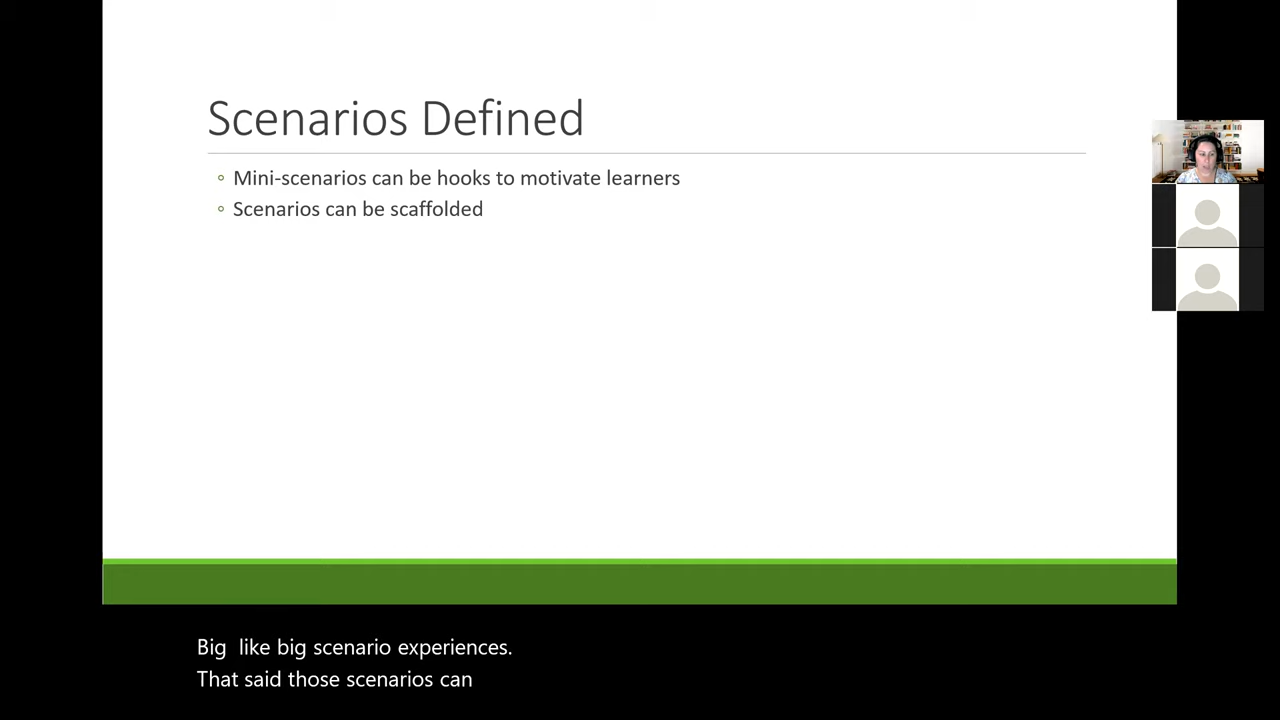 Scenarios Defined
Mini-scenarios can be hooks to motivate learners
Scenarios can be scaffolded
Big like big scenario experiences.
That said those scenarios can